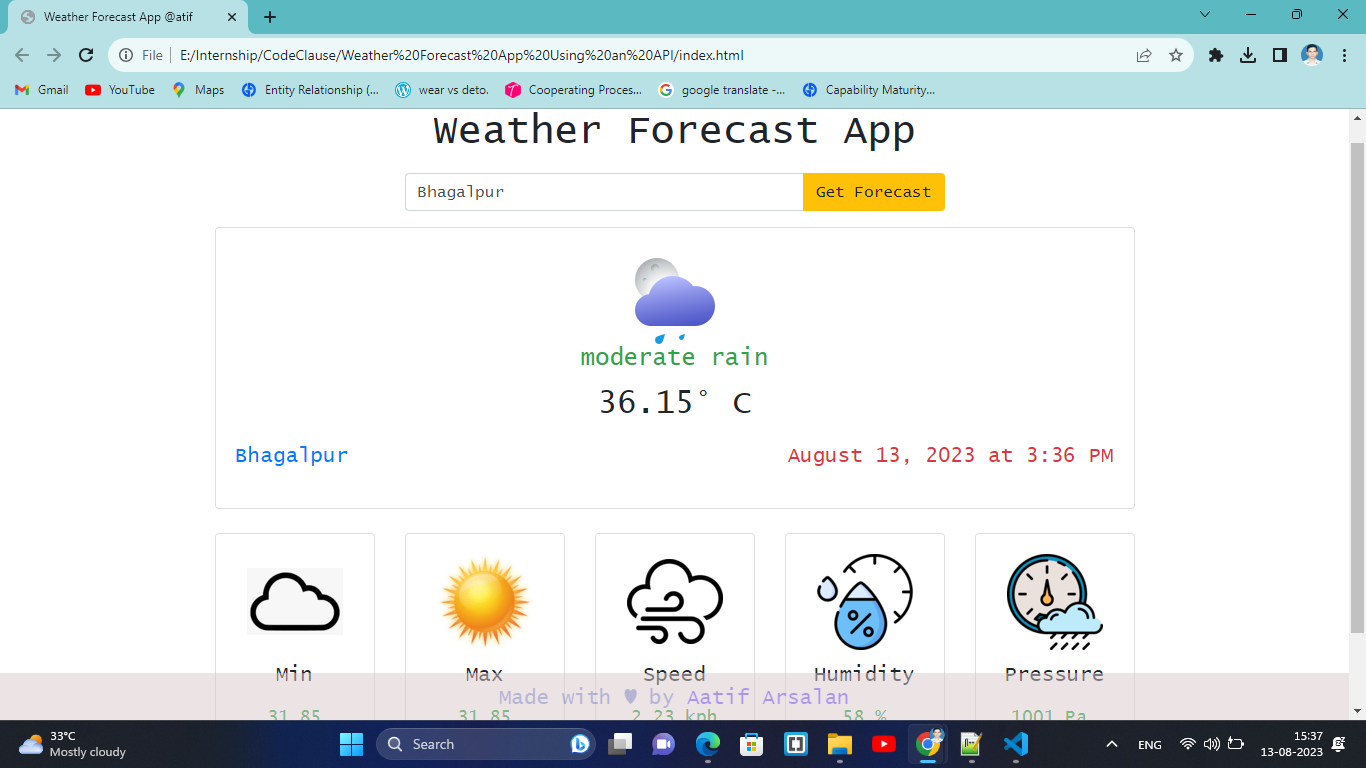 Weather Forecast App @atif
File E:/Internship/CodeClause/Weather%20Forecast%20App%20Using%20an%20API/index.html
Gmail YouTube Maps Entity Relationship (... wear vs deto. Cooperating Proces... google translate -... Capability Maturity...
Weather Forecast App
Bhagalpur Get Forecast
moderate rain
36.15° C
Bhagalpur August 13, 2023 at 3:36 PM
Min Max Speed Humidity Pressure
Made with ♥ by Aatif Arsalan
31.85 31.85 2.23 kph 58 % 1001 Pa
33°C
Mostly cloudy
Search
ENG
15:37
13-08-2023